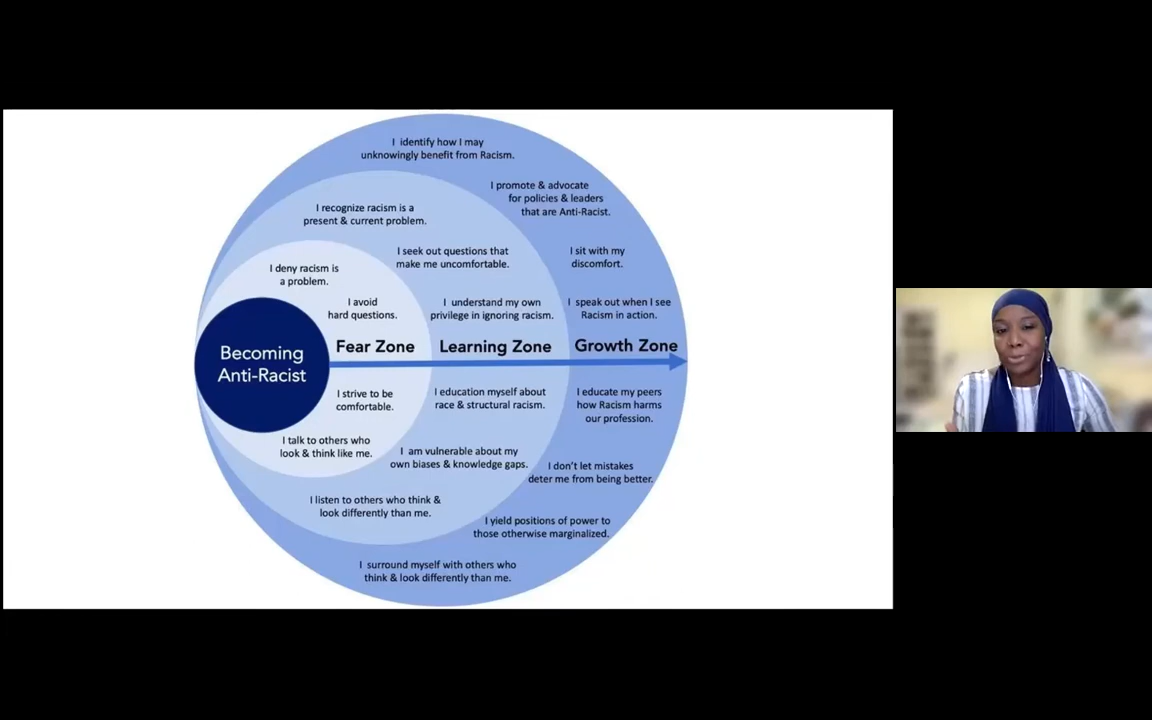 I identify how I may
unknowingly benefit from Racism.
I promote & advocate
for policies & leaders
that are Anti-Racist.
I recognize racism is a
present & current problem.
I seek out questions that
make me uncomfortable.
I sit with my
discomfort.
I deny racism is
a problem.
I avoid
hard questions.
I understand my own
privilege in ignoring racism.
I speak out when I see
Racism in action.
Becoming
Anti-Racist
Fear Zone
Learning Zone
Growth Zone
I strive to be
comfortable.
I education myself about
race & structural racism.
I educate my peers
how Racism harms
our profession.
I talk to others who
look & think like me.
I am vulnerable about my
own biases & knowledge gaps.
I don't let mistakes
deter me from being better.
I listen to others who think &
look differently than me.
I yield positions of power to
those otherwise marginalized.
I surround myself with others who
think & look differently than me.